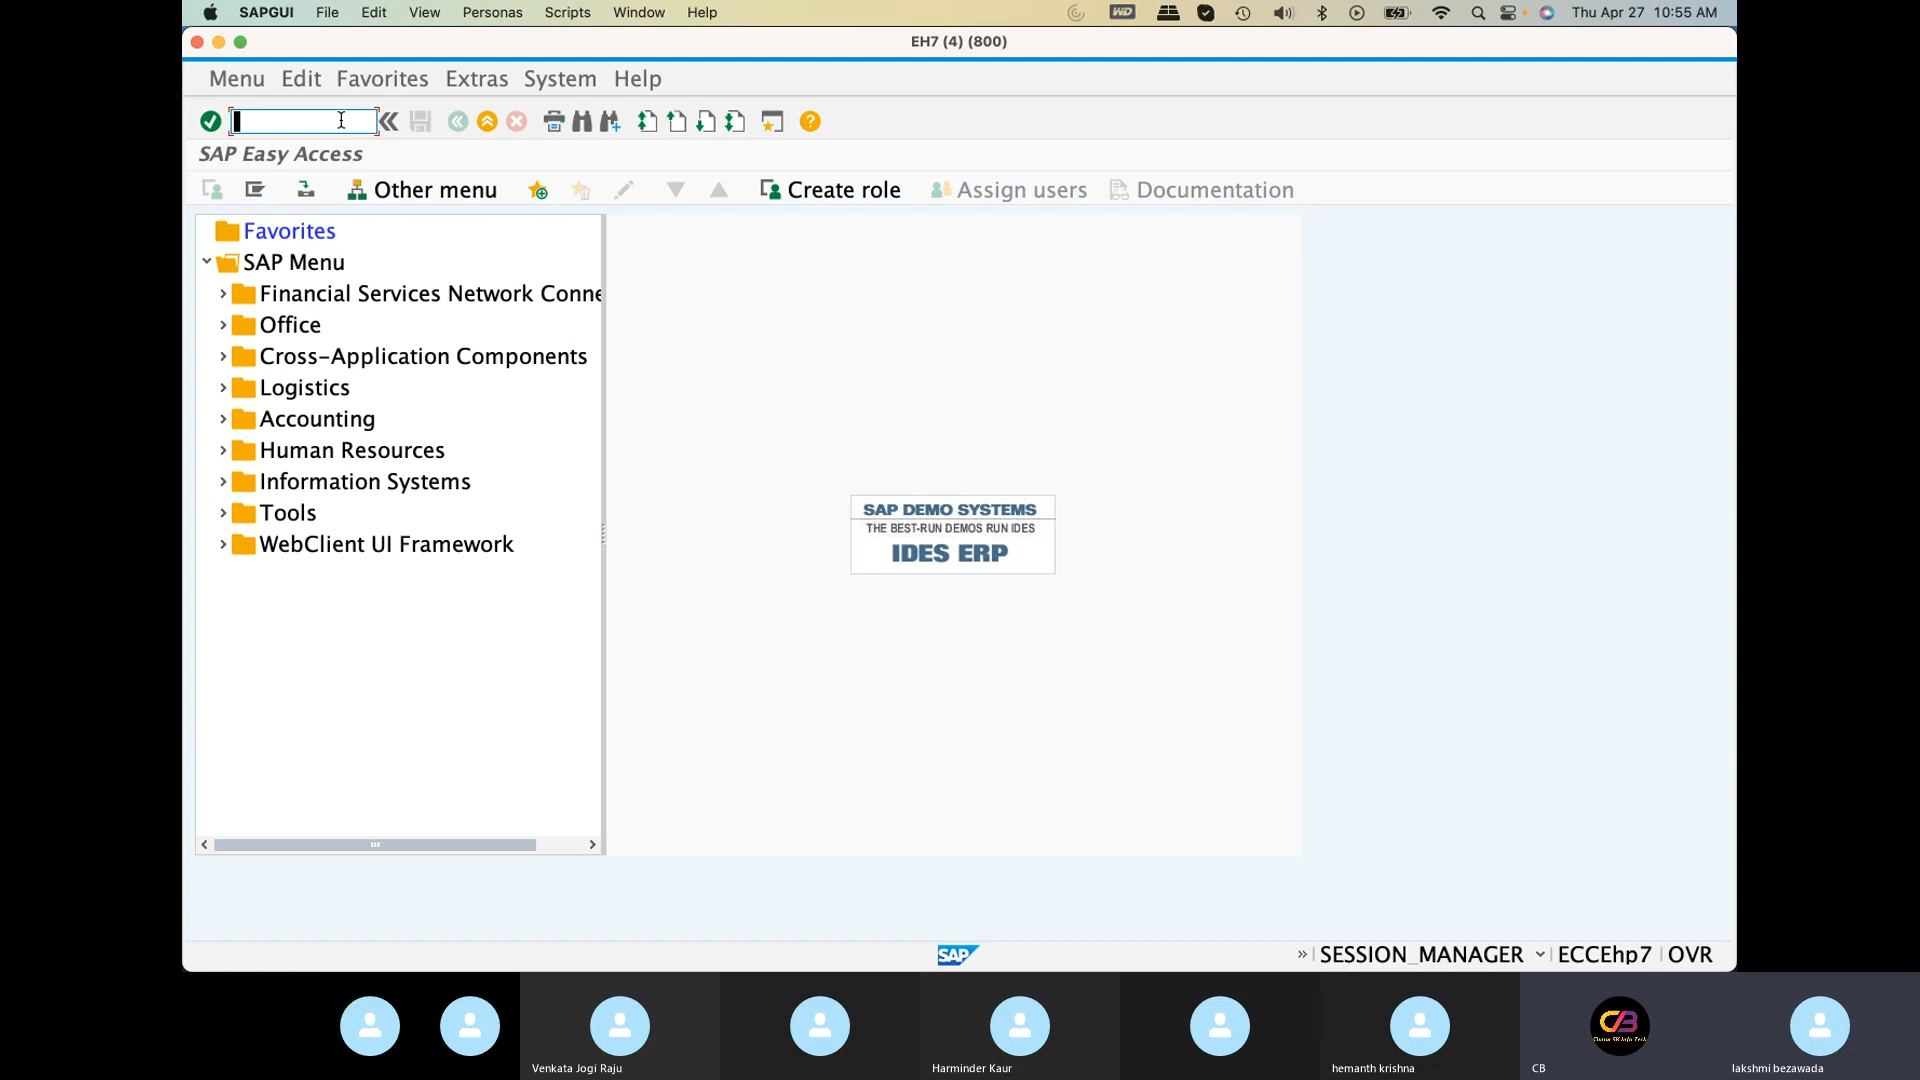 SAPGUI File Edit View Personas Scripts Window Help WD Thu Apr 27 10:55 AM
EH7 (4) (800)
Menu Edit Favorites Extras System Help
SAP Easy Access
Other menu Create role Assign users Documentation
Favorites
SAP Menu
Financial Services Network Conne
Office
Cross-Application Components
Logistics
Accounting
Human Resources
Information Systems
Tools
WebClient UI Framework
SAP DEMO SYSTEMS
THE BEST-RUN DEMOS RUN IDES
IDES ERP
SAP » SESSION_MANAGER ECCEhp7 OVR
Venkata Jogi Raju Harminder Kaur hemanth krishna CB lakshmi bezawada